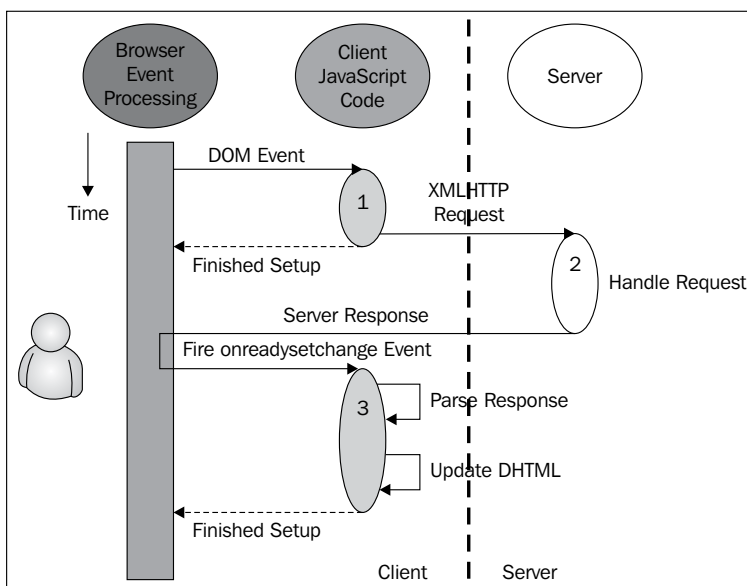 Browser
Event
Processing
Client
JavaScript
Code
Server
Time
DOM Event
1
XMLHTTP
Request
Finished Setup
2
Handle Request
Server Response
Fire onreadysetchange Event
3
Parse Response
Update DHTML
Finished Setup
Client
Server